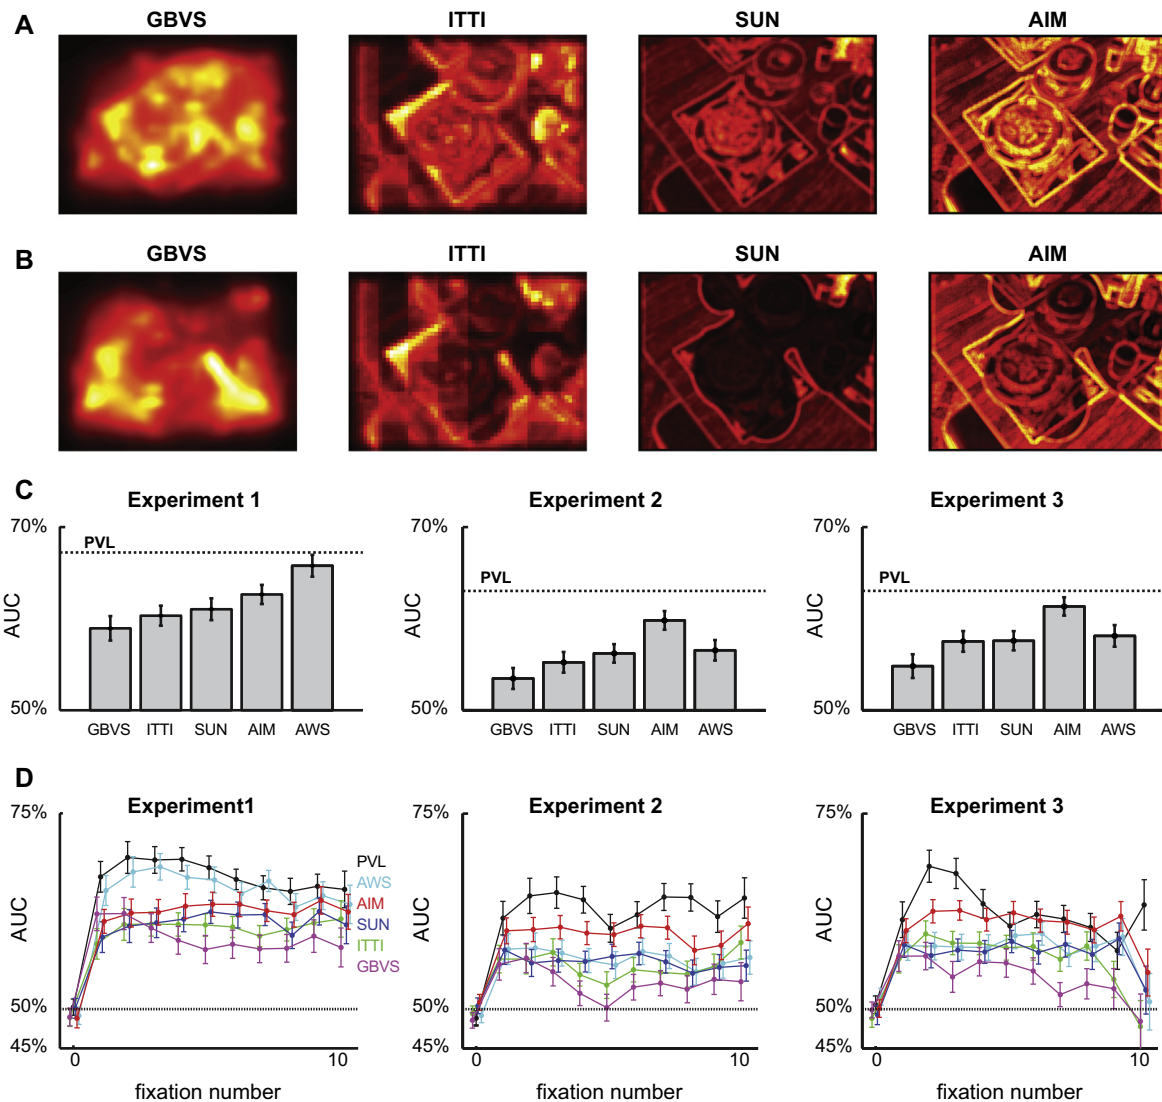 A
GBVS ITTI SUN AIM
B
GBVS ITTI SUN AIM
C
Experiment 1 Experiment 2 Experiment 3
70% 70% 70%
PVL PVL PVL
AUC AUC AUC
50% 50% 50%
GBVS ITTI SUN AIM AWS GBVS ITTI SUN AIM AWS GBVS ITTI SUN AIM AWS
D
Experiment1 Experiment 2 Experiment 3
75% 75% 75%
PVL
AWS
AIM
SUN
ITTI
GBVS
AUC AUC AUC
50% 50% 50%
45% 45% 45%
0 10 0 10 0 10
fixation number fixation number fixation number